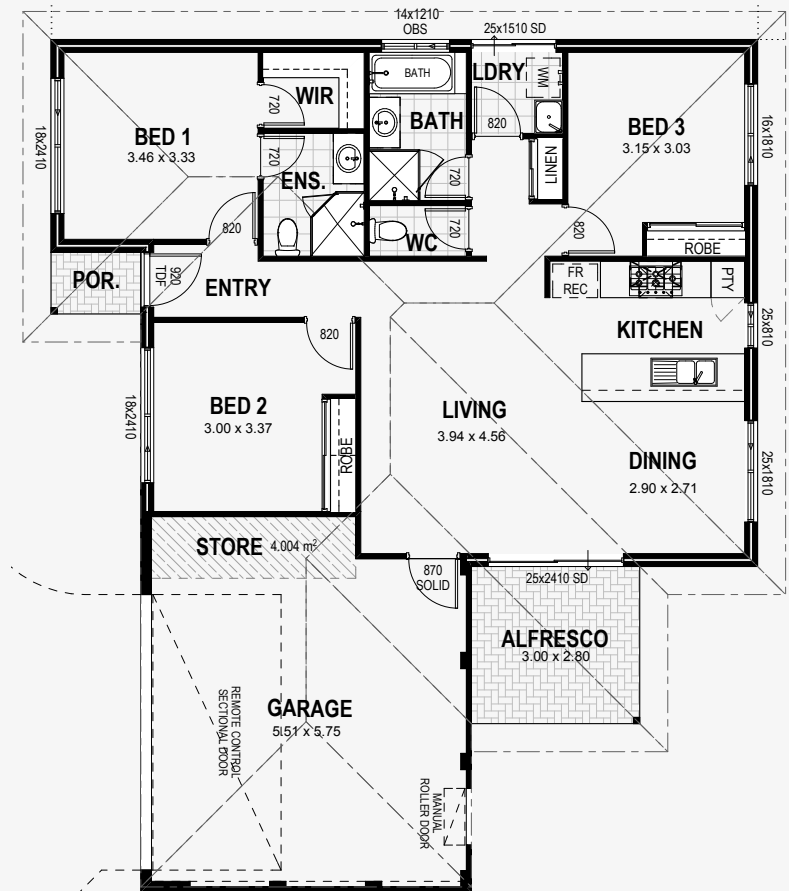 14x1210
OBS
25x1510 SD
BATH
LDRY
WM
WIR
720
18x2410
BED 1
3.46 x 3.33
720
BATH
820
BED 3
3.15 x 3.03
16x1810
ENS.
720
LINEN
820
WC
720
820
ROBE
POR.
920
TDF
ENTRY
FR
REC
PTY
820
KITCHEN
25x810
18x2410
BED 2
3.00 x 3.37
ROBE
LIVING
3.94 x 4.56
DINING
2.90 x 2.71
25x1810
STORE 4.004 m²
870
SOLID
25x2410 SD
ALFRESCO
3.00 x 2.80
REMOTE CONTROL
SECTIONAL DOOR
GARAGE
5.51 x 5.75
MANUAL
ROLLER DOOR